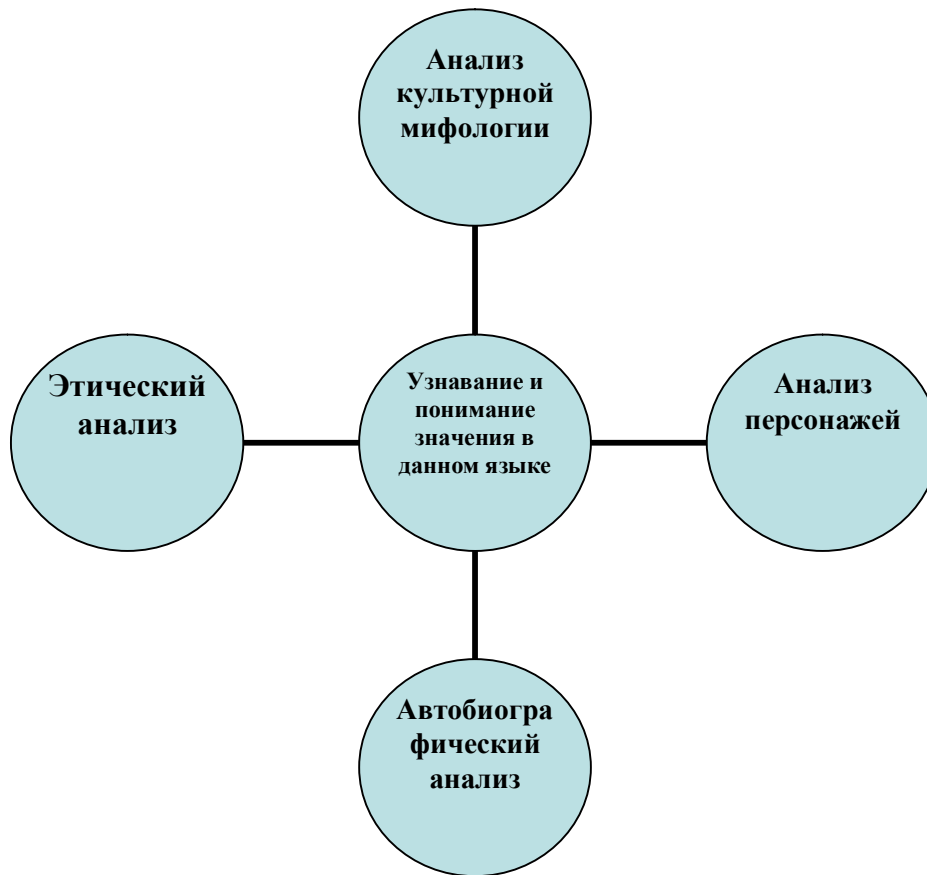 Анализ
культурной
мифологии
Этический
анализ
Узнавание и
понимание
значения в
данном языке
Анализ
персонажей
Автобиогра
фический
анализ